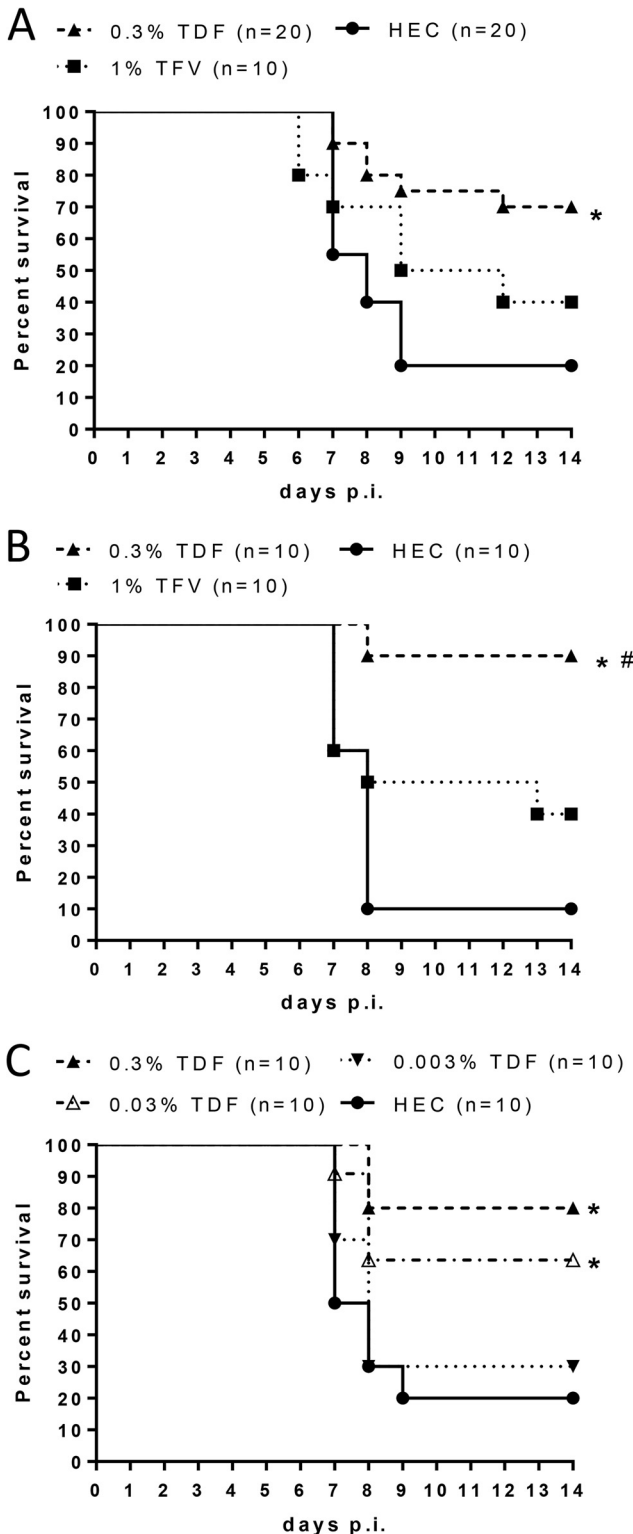 A
0.3% TDF (n=20) HEC (n=20)
1% TFV (n=10)
100
90
80
70
60
50
40
30
20
10
0
Percent survival
*
0 1 2 3 4 5 6 7 8 9 10 11 12 13 14
days p.i.
B
0.3% TDF (n=10) HEC (n=10)
1% TFV (n=10)
100
90
80
70
60
50
40
30
20
10
0
Percent survival
* #
0 1 2 3 4 5 6 7 8 9 10 11 12 13 14
days p.i.
C
0.3% TDF (n=10) 0.003% TDF (n=10)
0.03% TDF (n=10) HEC (n=10)
100
90
80
70
60
50
40
30
20
10
0
Percent survival
*
*
0 1 2 3 4 5 6 7 8 9 10 11 12 13 14
days p.i.